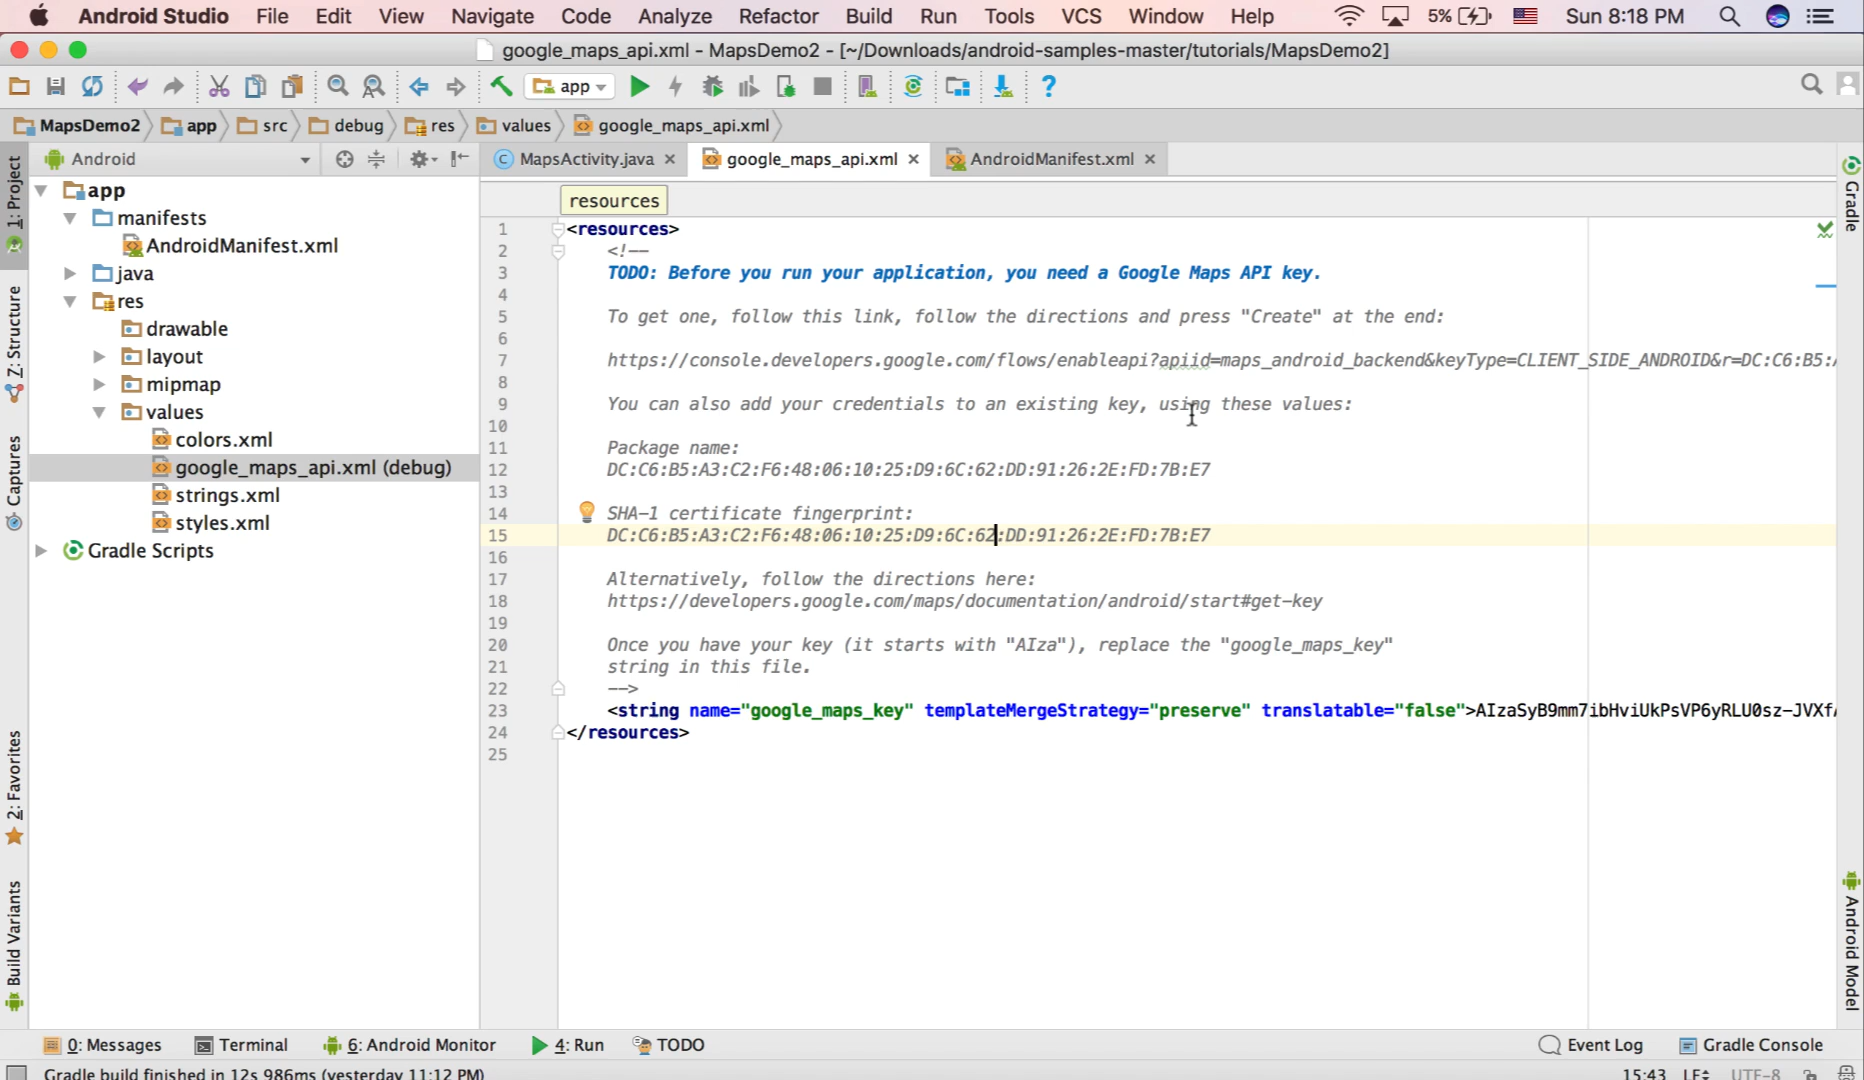 Android Studio File Edit View Navigate Code Analyze Refactor Build Run Tools VCS Window Help 5% Sun 8:18 PM
google_maps_api.xml - MapsDemo2 - [~/Downloads/android-samples-master/tutorials/MapsDemo2]
app
MapsDemo2 app src debug res values google_maps_api.xml
Android MapsActivity.java google_maps_api.xml AndroidManifest.xml
1: Project
Z: Structure
Captures
2: Favorites
Build Variants
app
manifests
AndroidManifest.xml
java
res
drawable
layout
mipmap
values
colors.xml
google_maps_api.xml (debug)
strings.xml
styles.xml
Gradle Scripts
resources
1 <resources>
2 <!--
3 TODO: Before you run your application, you need a Google Maps API key.
4
5 To get one, follow this link, follow the directions and press "Create" at the end:
6
7 https://console.developers.google.com/flows/enableapi?apiid=maps_android_backend&keyType=CLIENT_SIDE_ANDROID&r=DC:C6:B5:
8
9 You can also add your credentials to an existing key, using these values:
10
11 Package name:
12 DC:C6:B5:A3:C2:F6:48:06:10:25:D9:6C:62:DD:91:26:2E:FD:7B:E7
13
14 SHA-1 certificate fingerprint:
15 DC:C6:B5:A3:C2:F6:48:06:10:25:D9:6C:62:DD:91:26:2E:FD:7B:E7
16
17 Alternatively, follow the directions here:
18 https://developers.google.com/maps/documentation/android/start#get-key
19
20 Once you have your key (it starts with "AIza"), replace the "google_maps_key"
21 string in this file.
22 -->
23 <string name="google_maps_key" templateMergeStrategy="preserve" translatable="false">AIzaSyB9mm7ibHviUkPsVP6yRLU0sz-JVXf
24 </resources>
25
Gradle
Android Model
0: Messages Terminal 6: Android Monitor 4: Run TODO Event Log Gradle Console
Gradle build finished in 12s 986ms (yesterday 11:12 PM) 15:43 LF UTF-8